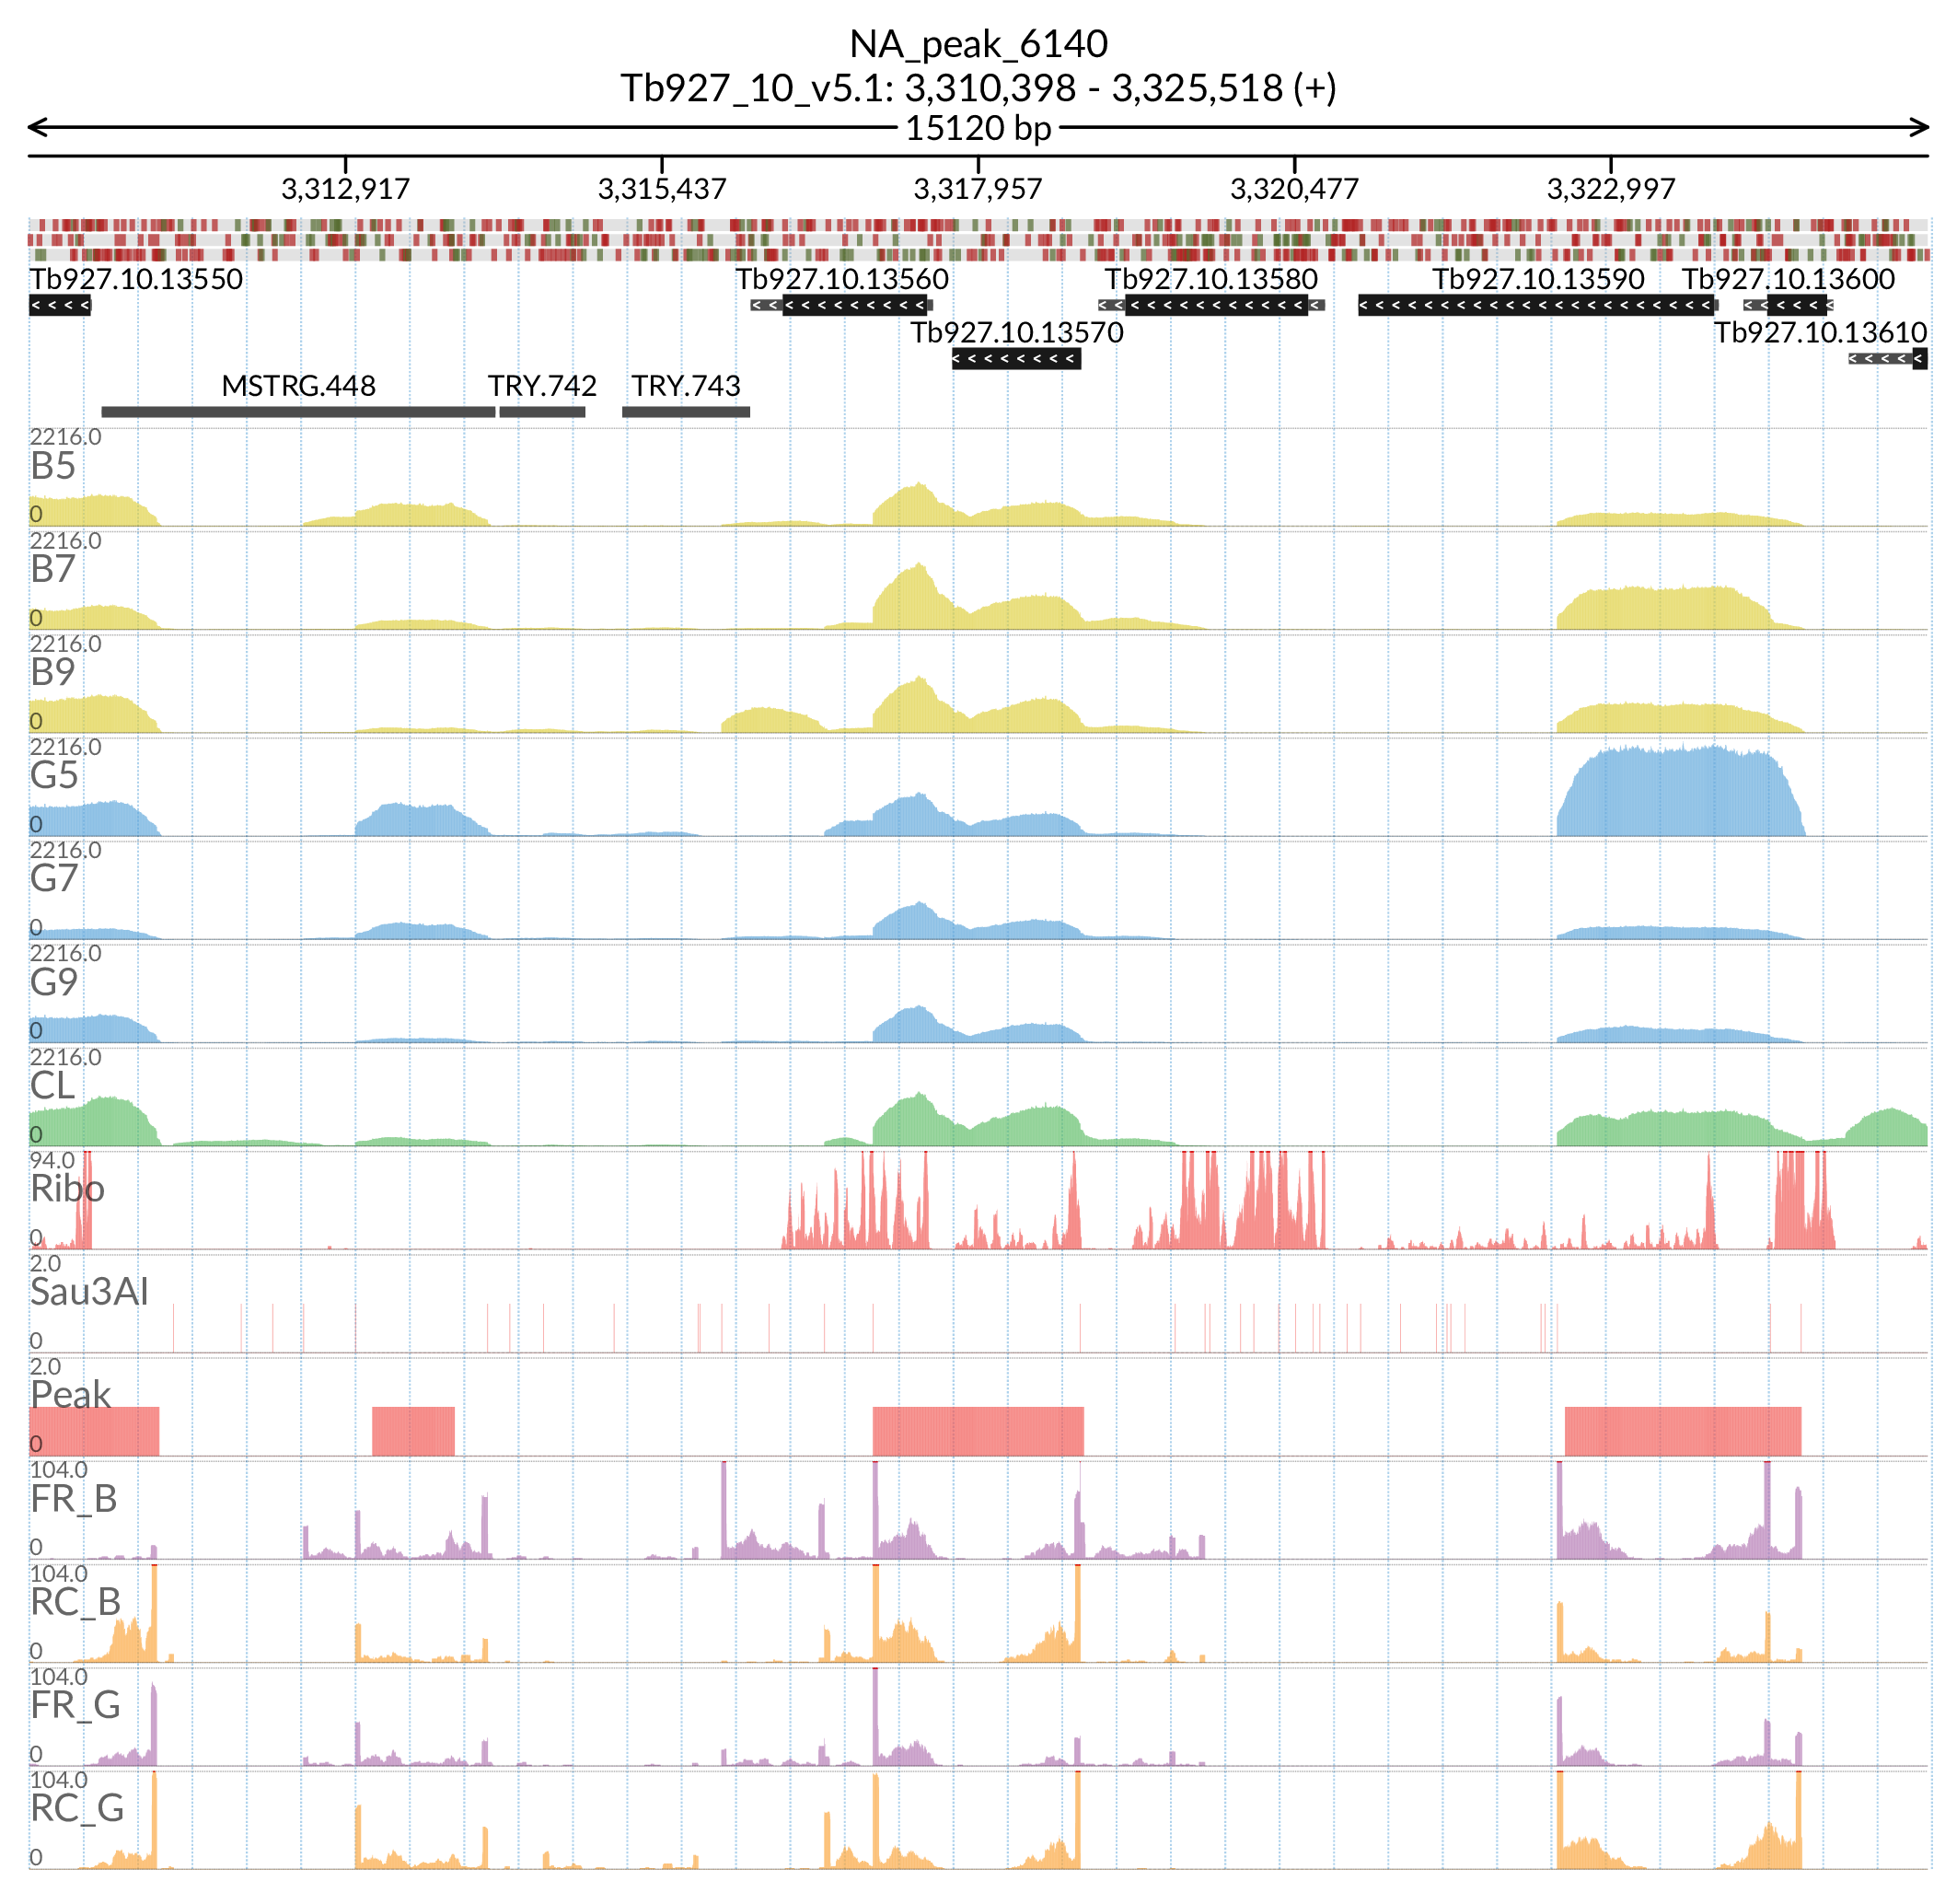 NA_peak_6140
Tb927_10_v5.1: 3,310,398 - 3,325,518 (+)
15120 bp
3,312,917 3,315,437 3,317,957 3,320,477 3,322,997
Tb927.10.13550 Tb927.10.13560 Tb927.10.13580 Tb927.10.13590 Tb927.10.13600
Tb927.10.13570 Tb927.10.13610
MSTRG.448 TRY.742 TRY.743
2216.0
B5
0
2216.0
B7
0
2216.0
B9
0
2216.0
G5
0
2216.0
G7
0
2216.0
G9
0
2216.0
CL
0
94.0
Ribo
0
2.0
Sau3AI
0
2.0
Peak
0
104.0
FR_B
0
104.0
RC_B
0
104.0
FR_G
0
104.0
RC_G
0